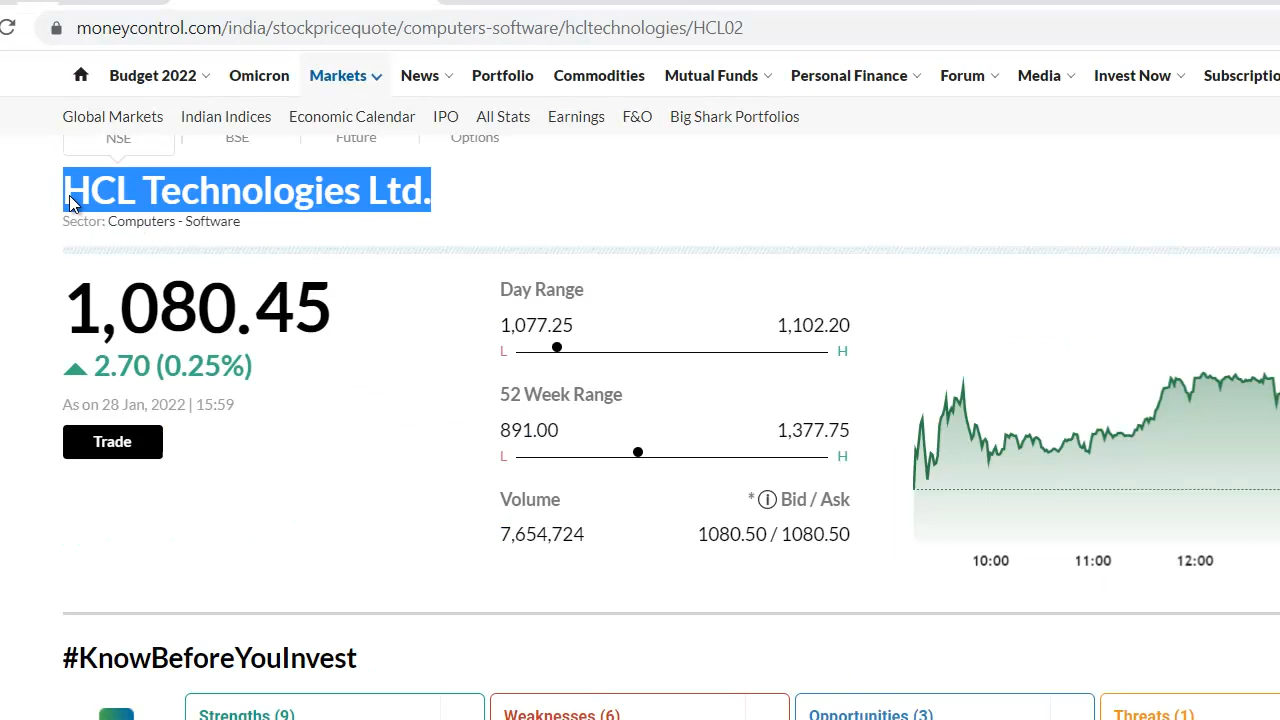 moneycontrol.com/india/stockpricequote/computers-software/hcltechnologies/HCL02
Budget 2022 Omicron Markets News Portfolio Commodities Mutual Funds Personal Finance Forum Media Invest Now Subscriptio
Global Markets Indian Indices Economic Calendar IPO All Stats Earnings F&O Big Shark Portfolios
NSE BSE Future Options
HCL Technologies Ltd.
Sector: Computers - Software
1,080.45
2.70 (0.25%)
As on 28 Jan, 2022 | 15:59
Trade
Day Range
1,077.25 1,102.20
L H
52 Week Range
891.00 1,377.75
L H
Volume * i Bid / Ask
7,654,724 1080.50 / 1080.50
10:00 11:00 12:00
#KnowBeforeYouInvest
Strengths (9) Weaknesses (6) Opportunities (3) Threats (1)